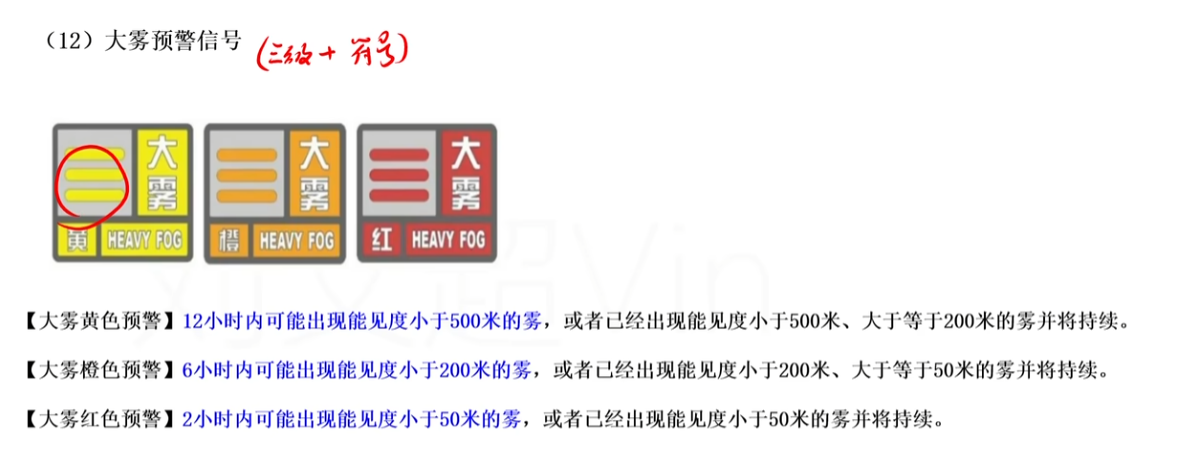 （12）大雾预警信号 (三级+符号)
大雾 黄 HEAVY FOG
大雾 橙 HEAVY FOG
大雾 红 HEAVY FOG
【大雾黄色预警】12小时内可能出现能见度小于500米的雾，或者已经出现能见度小于500米、大于等于200米的雾并将持续。
【大雾橙色预警】6小时内可能出现能见度小于200米的雾，或者已经出现能见度小于200米、大于等于50米的雾并将持续。
【大雾红色预警】2小时内可能出现能见度小于50米的雾，或者已经出现能见度小于50米的雾并将持续。